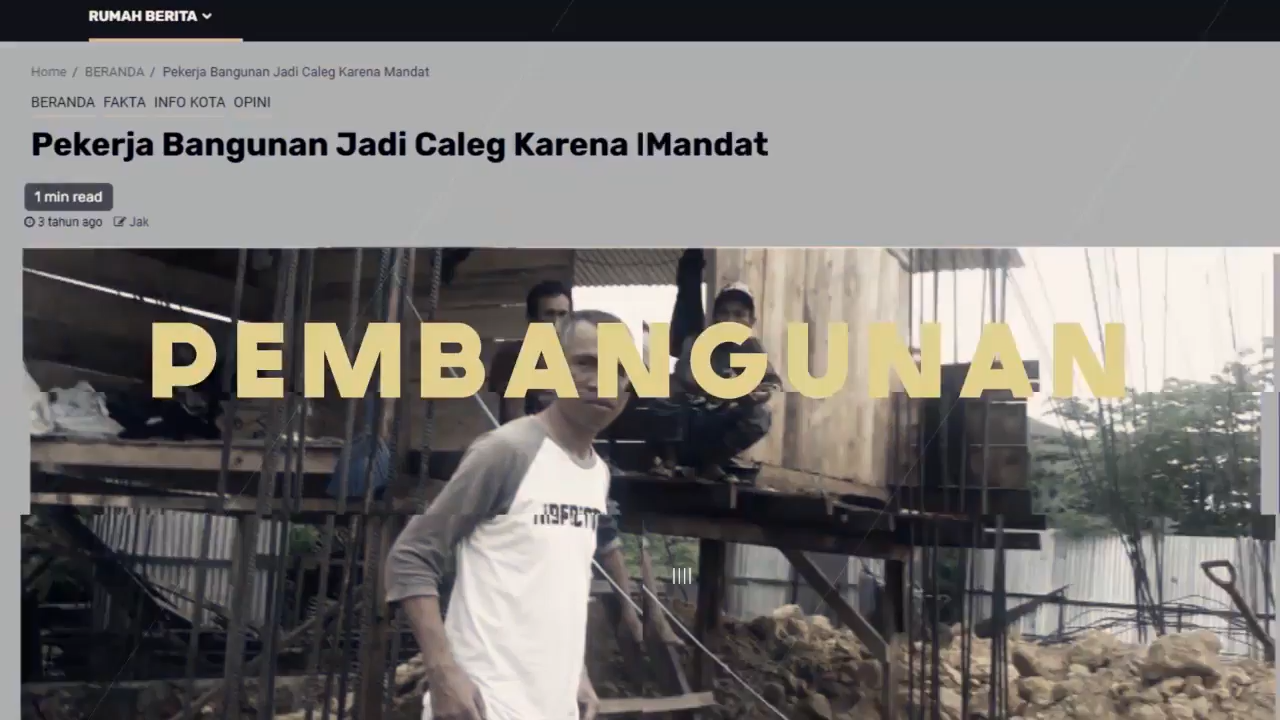 RUMAH BERITA
Home / BERANDA / Pekerja Bangunan Jadi Caleg Karena Mandat
BERANDA FAKTA INFO KOTA OPINI
Pekerja Bangunan Jadi Caleg Karena Mandat
1 min read
3 tahun ago Jak
PEMBANGUNAN